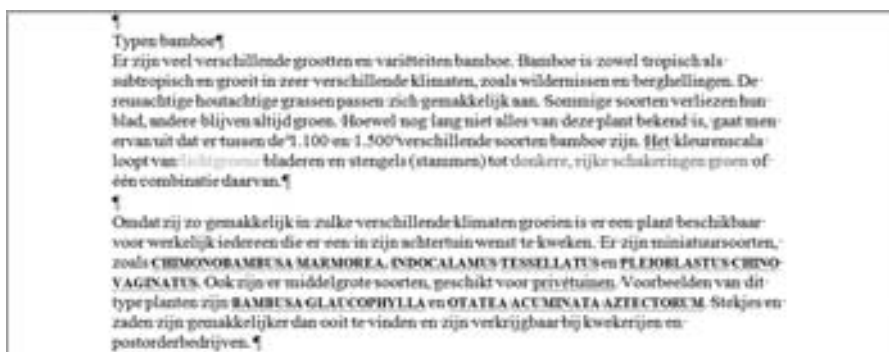 ¶
Typen bamboe¶
Er zijn veel verschillende grootten en variëteiten bamboe. Bamboe is zowel tropisch als
subtropisch en groeit in zeer verschillende klimaten, zoals wildernissen en berghellingen. De
reusachtige houtachtige grassen passen zich gemakkelijk aan. Sommige soorten verliezen hun
blad, andere blijven altijd groen. Hoewel nog lang niet alles van deze plant bekend is, gaat men
ervan uit dat er tussen de 1.100 en 1.500 verschillende soorten bamboe zijn. Het kleurenscala
loopt van lichtgroene bladeren en stengels (stammen) tot donkere, rijke schakeringen groen of
één combinatie daarvan.¶
¶
Omdat zij zo gemakkelijk in zulke verschillende klimaten groeien is er een plant beschikbaar
voor werkelijk iedereen die er een in zijn achtertuin wenst te kweken. Er zijn miniatuursoorten,
zoals CHIMONOBAMBUSA MARMOREA, INDOCALAMUS TESSELLATUS en PLEIOBLASTUS CHINO
VAGINATUS. Ook zijn er middelgrote soorten, geschikt voor privétuinen. Voorbeelden van dit
type planten zijn BAMBUSA GLAUCOPHYLLA en OTATEA ACUMINATA AZTECTORUM. Stekjes en
zaden zijn gemakkelijker dan ooit te vinden en zijn verkrijgbaar bij kwekerijen en
postorderbedrijven. ¶